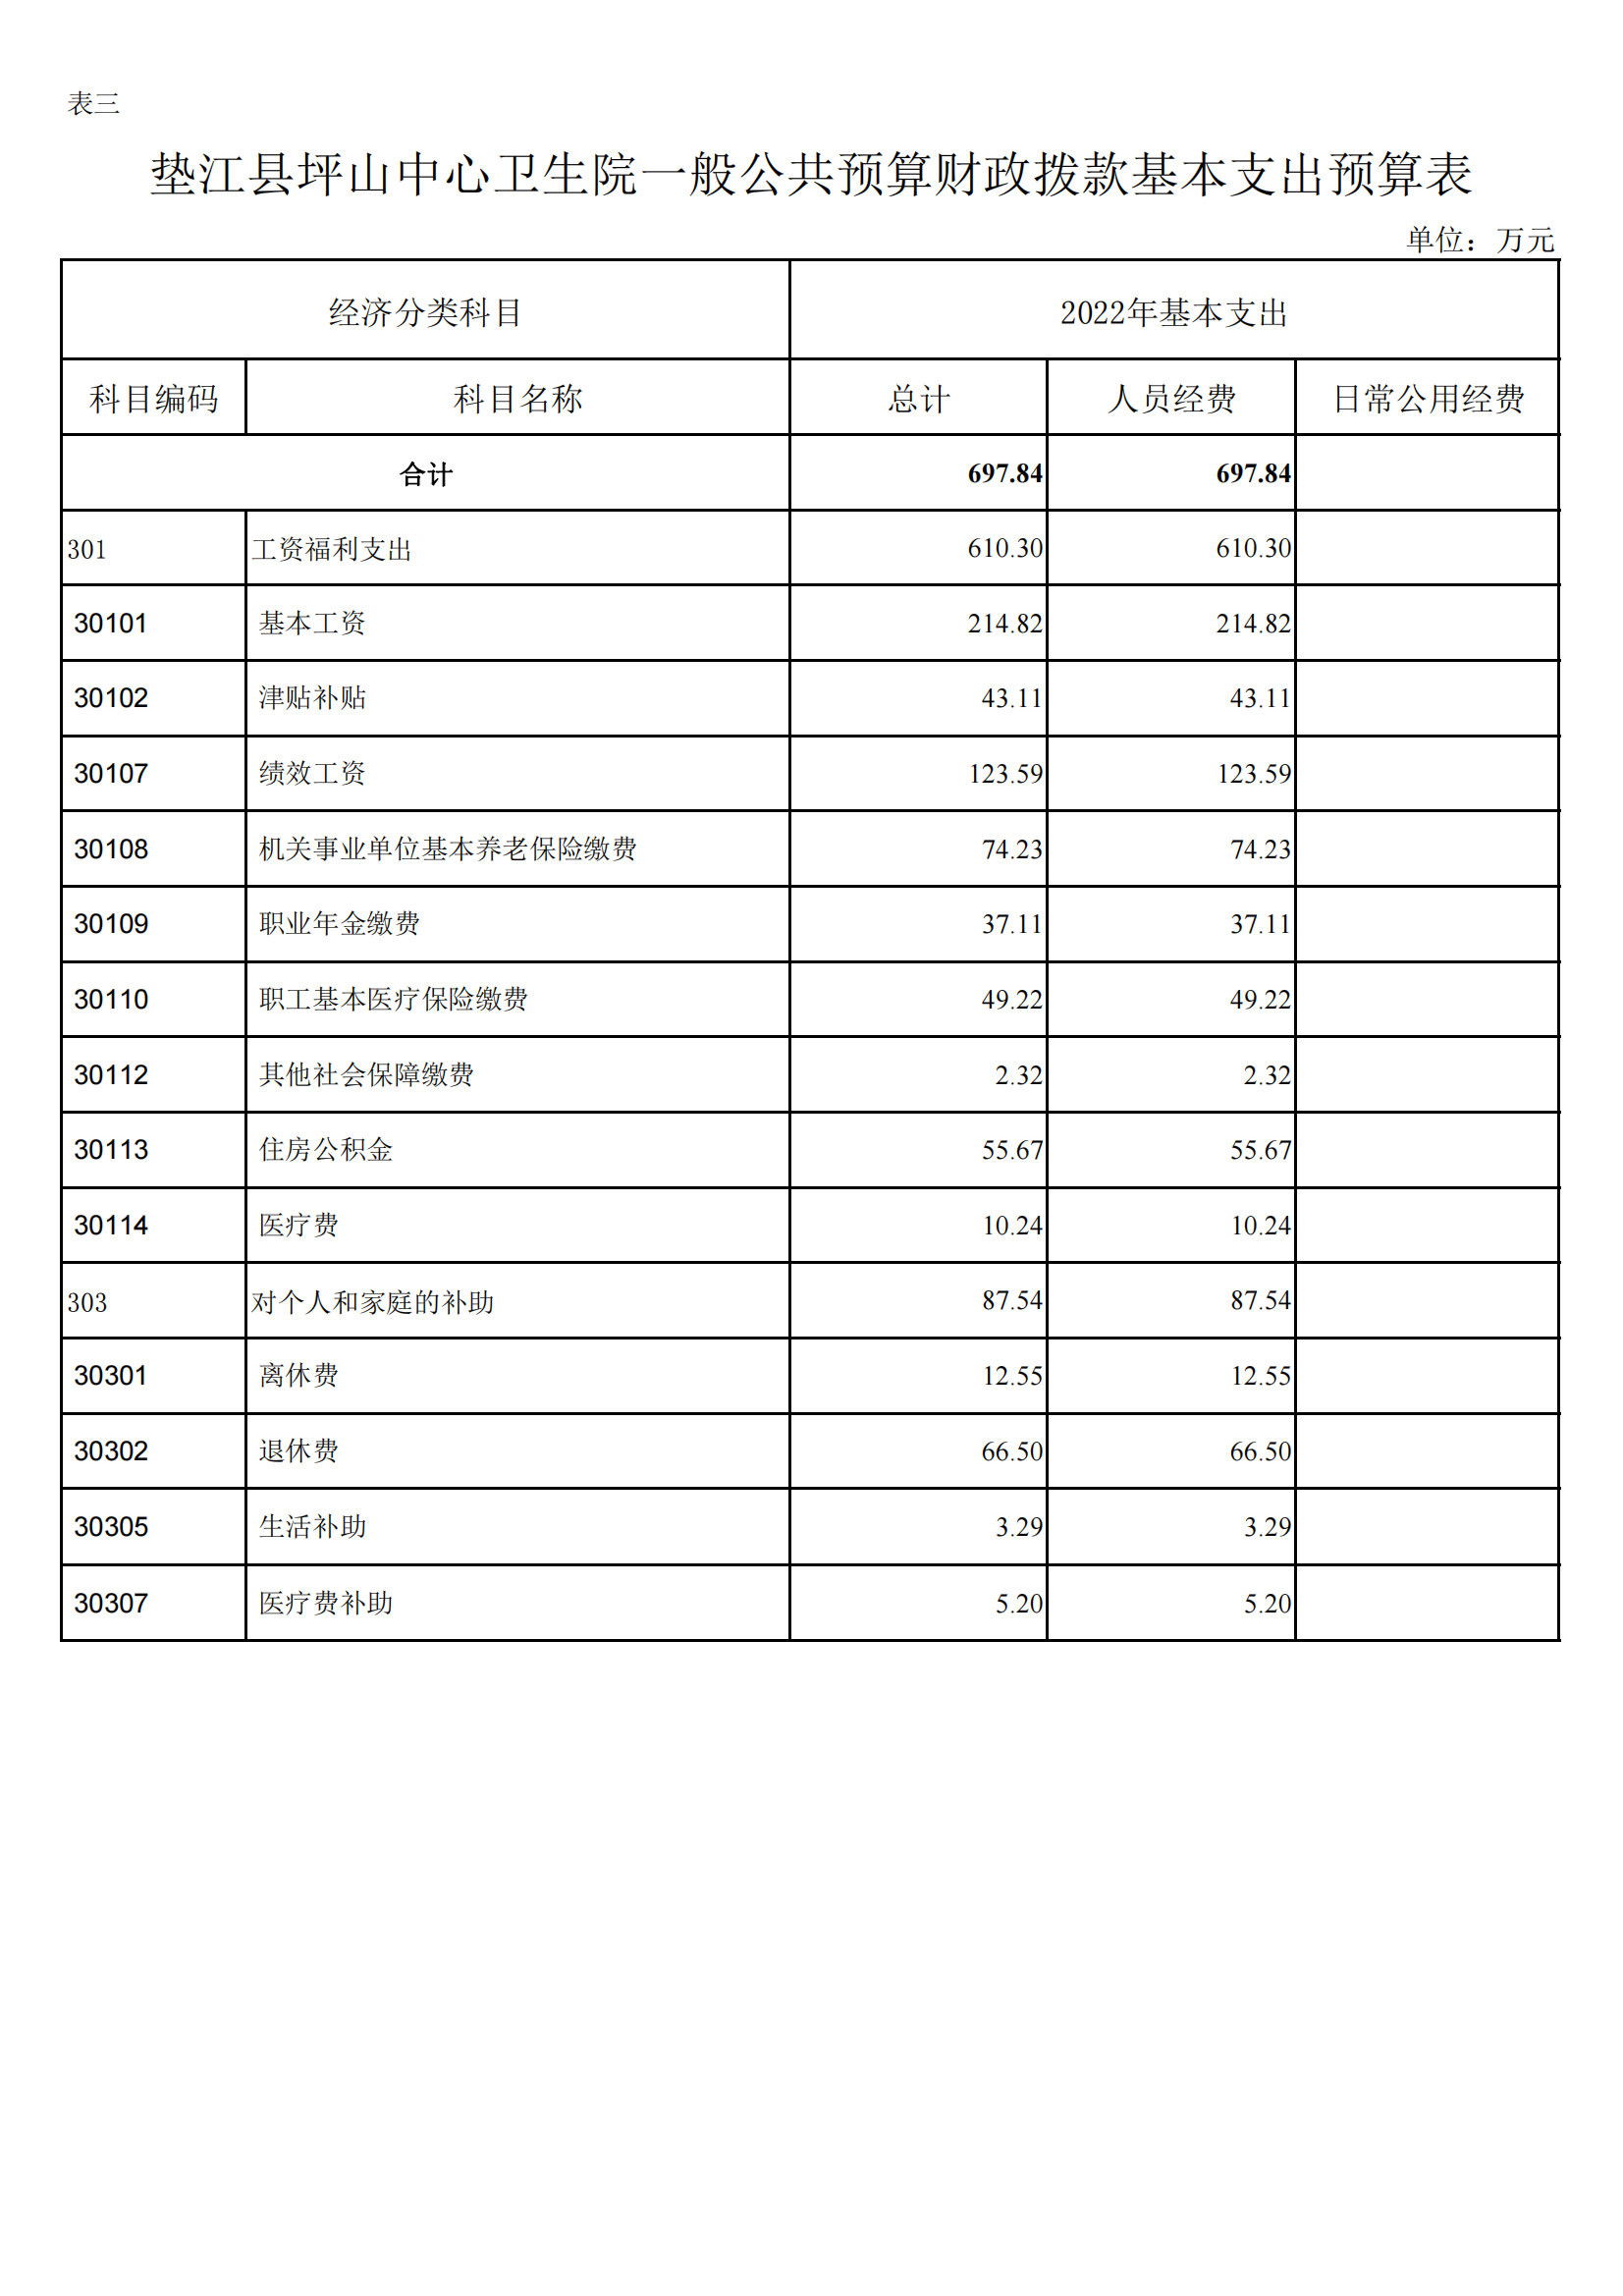 表三
垫江县坪山中心卫生院一般公共预算财政拨款基本支出预算表
单位：万元
经济分类科目 2022年基本支出
科目编码 科目名称 总计 人员经费 日常公用经费
合计 697.84 697.84
301 工资福利支出 610.30 610.30
30101 基本工资 214.82 214.82
30102 津贴补贴 43.11 43.11
30107 绩效工资 123.59 123.59
30108 机关事业单位基本养老保险缴费 74.23 74.23
30109 职业年金缴费 37.11 37.11
30110 职工基本医疗保险缴费 49.22 49.22
30112 其他社会保障缴费 2.32 2.32
30113 住房公积金 55.67 55.67
30114 医疗费 10.24 10.24
303 对个人和家庭的补助 87.54 87.54
30301 离休费 12.55 12.55
30302 退休费 66.50 66.50
30305 生活补助 3.29 3.29
30307 医疗费补助 5.20 5.20